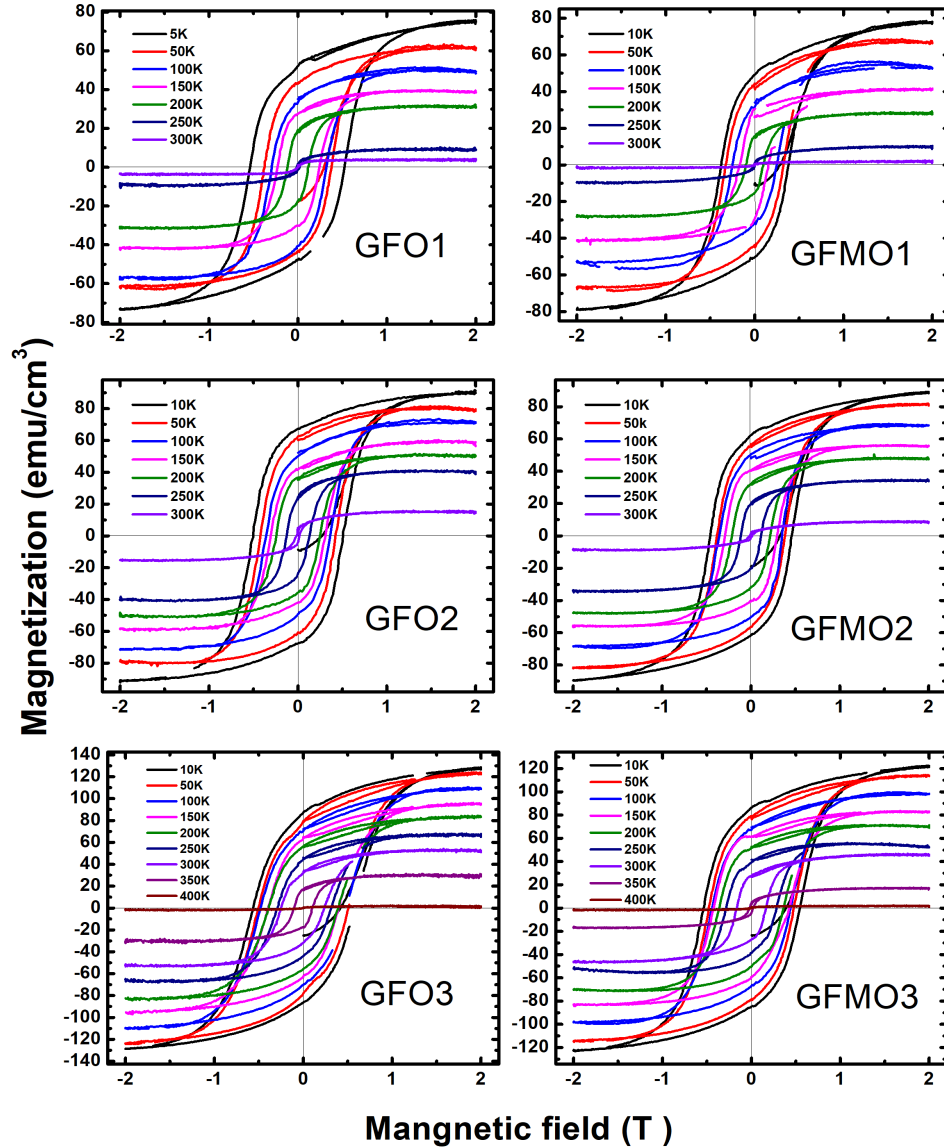 Magnetization (emu/cm³)
80
60
40
20
0
-20
-40
-60
-80
-2
-1
0
1
2
5K
50K
100K
150K
200K
250K
300K
GFO1
80
60
40
20
0
-20
-40
-60
-80
-2
-1
0
1
2
10K
50K
100K
150K
200K
250K
300K
GFMO1
80
60
40
20
0
-20
-40
-60
-80
-2
-1
0
1
2
10K
50K
100K
150K
200K
250K
300K
GFO2
80
60
40
20
0
-20
-40
-60
-80
-2
-1
0
1
2
10K
50k
100K
150K
200K
250K
300K
GFMO2
140
120
100
80
60
40
20
0
-20
-40
-60
-80
-100
-120
-140
-2
-1
0
1
2
10K
50K
100K
150K
200K
250K
300K
350K
400K
GFO3
120
100
80
60
40
20
0
-20
-40
-60
-80
-100
-120
-2
-1
0
1
2
10K
50K
100K
150K
200K
250K
300K
350K
400K
GFMO3
Mangnetic field (T )